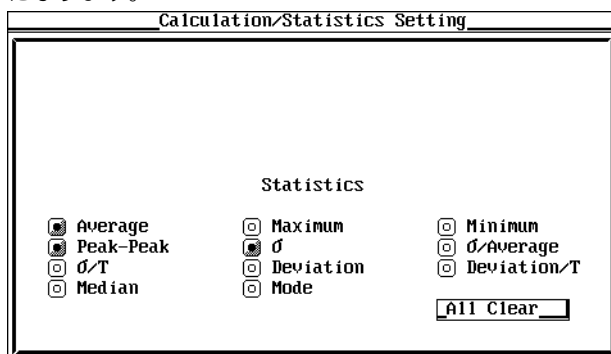 Calculation/Statistics Setting
Statistics
Average Maximum Minimum
Peak-Peak σ σ/Average
σ/T Deviation Deviation/T
Median Mode
All Clear